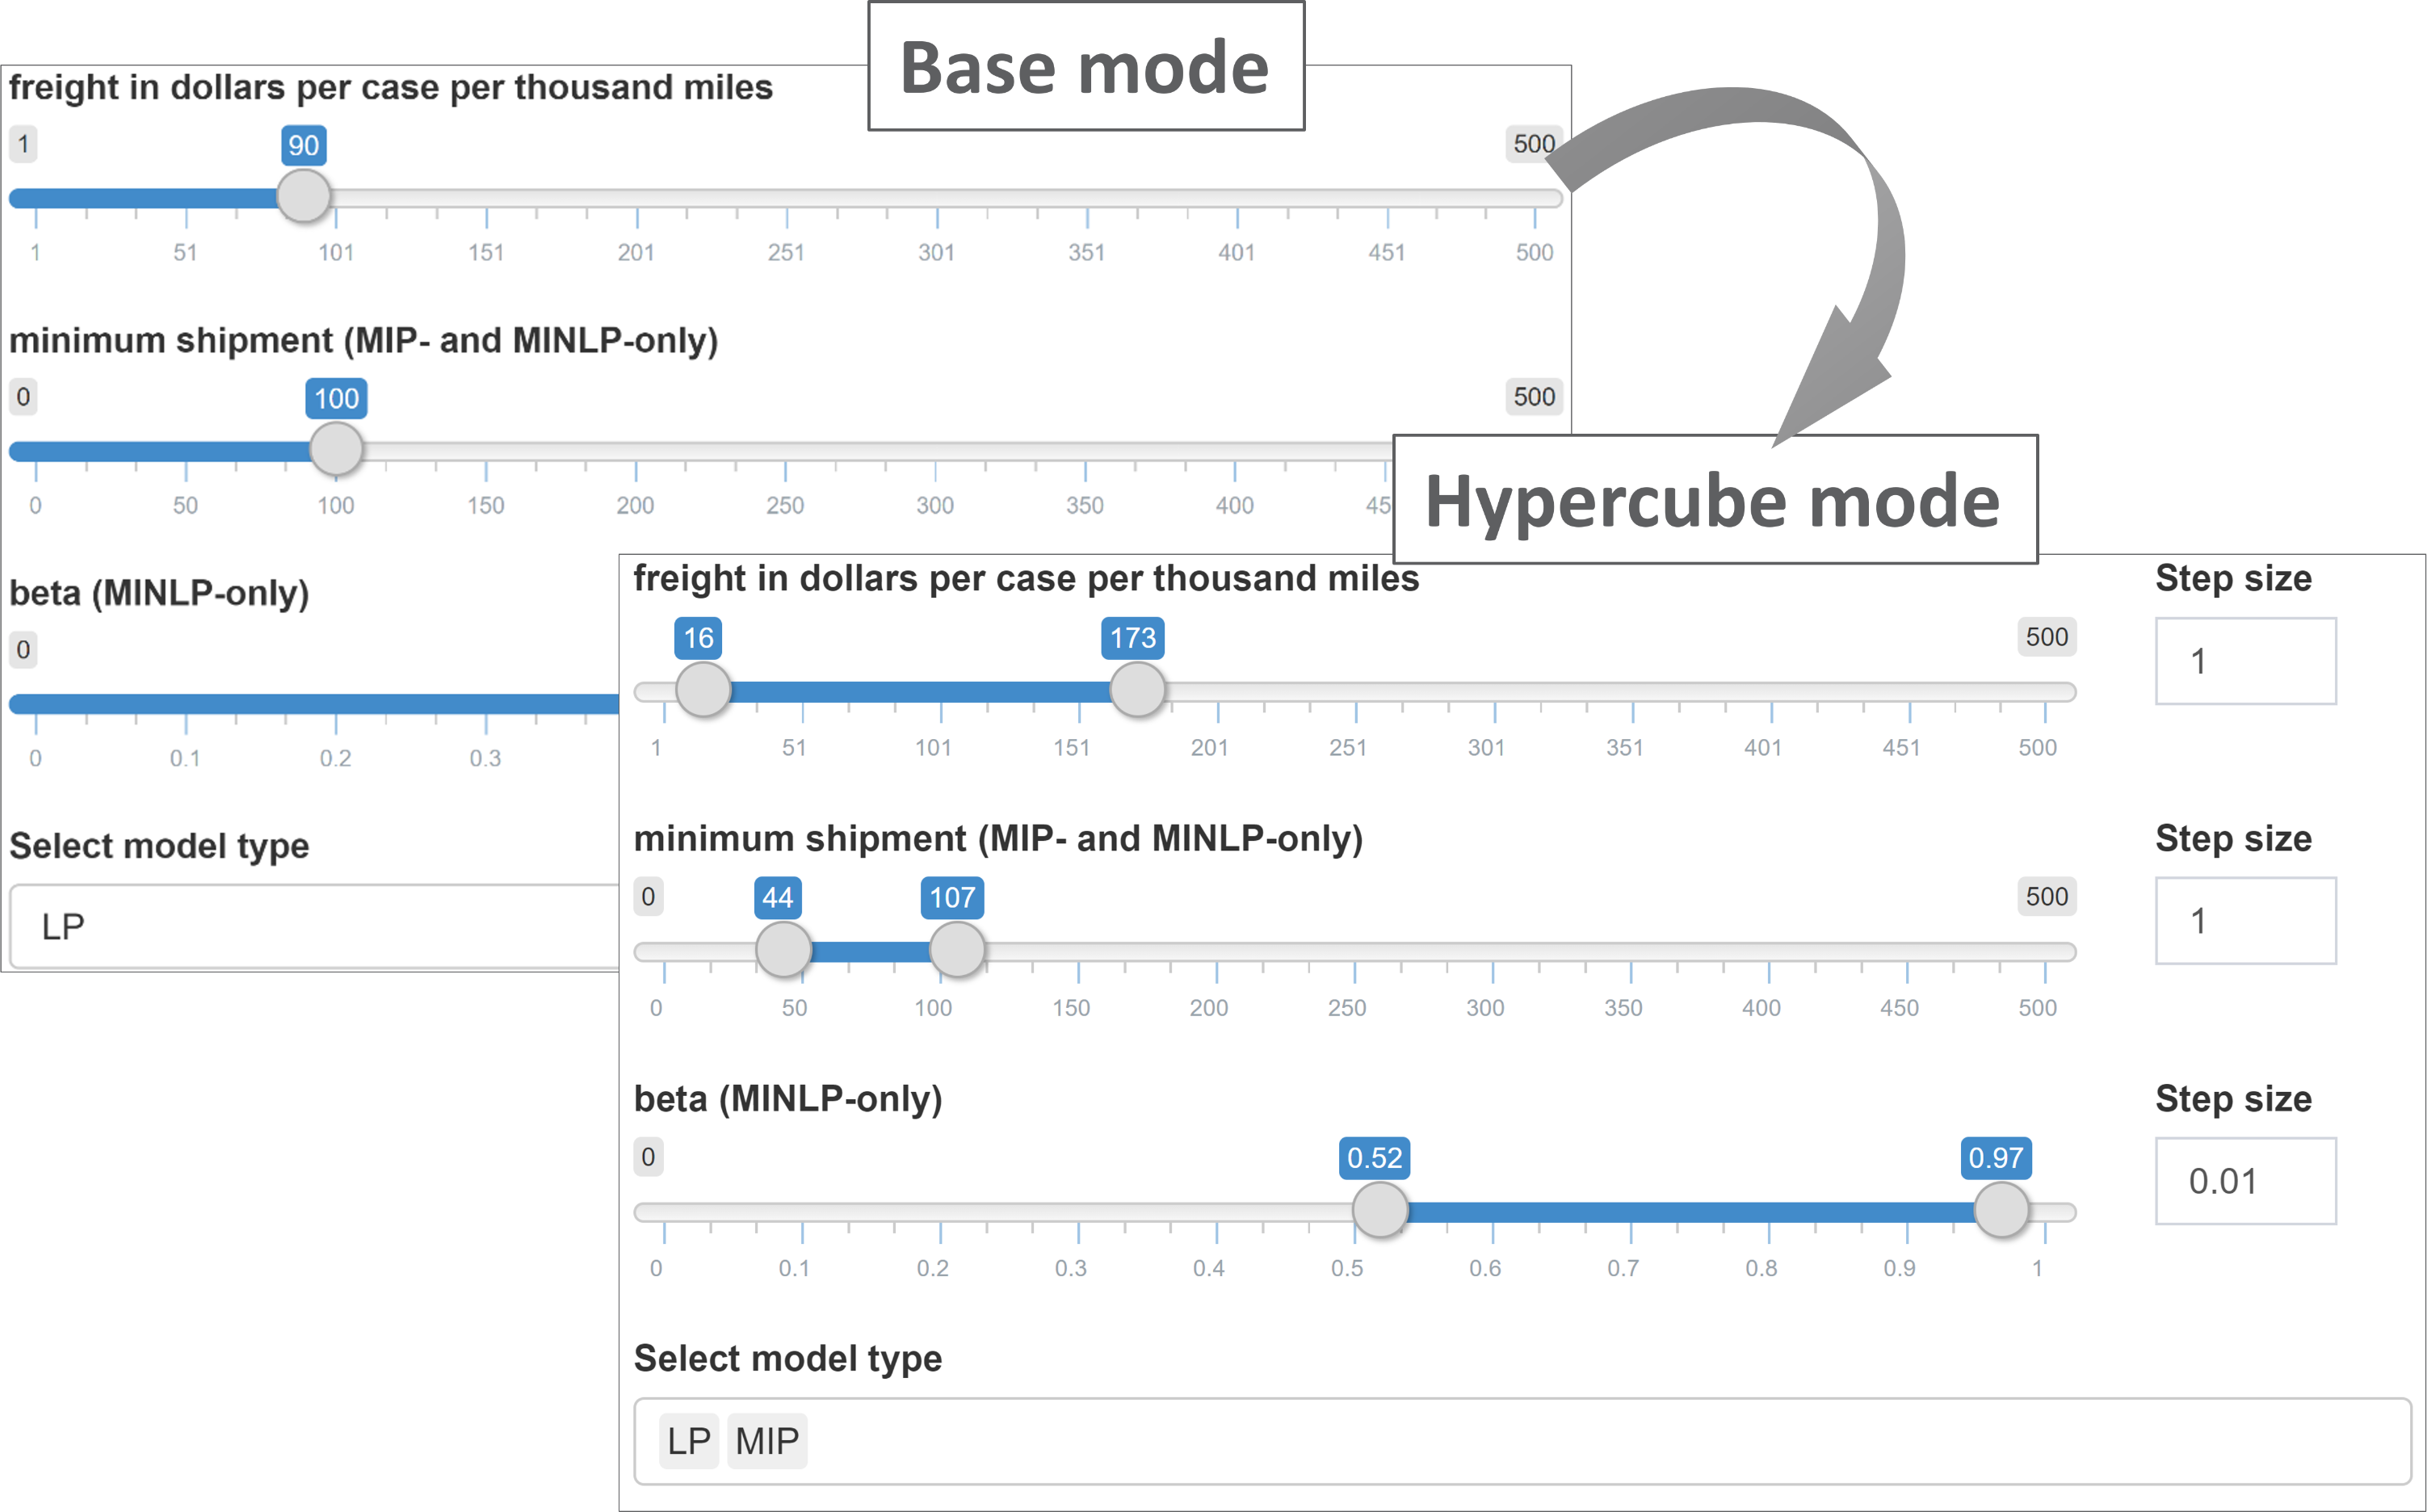 Base mode
freight in dollars per case per thousand miles
1 90 500
1 51 101 151 201 251 301 351 401 451 500
minimum shipment (MIP- and MINLP-only)
0 100 500
0 50 100 150 200 250 300 350 400 45
beta (MINLP-only)
0
0 0.1 0.2 0.3
Select model type
LP
Hypercube mode
freight in dollars per case per thousand miles Step size
16 173 500
1
1 51 101 151 201 251 301 351 401 451 500
minimum shipment (MIP- and MINLP-only) Step size
0 44 107 500
1
0 50 100 150 200 250 300 350 400 450 500
beta (MINLP-only) Step size
0 0.52 0.97
0.01
0 0.1 0.2 0.3 0.4 0.5 0.6 0.7 0.8 0.9 1
Select model type
LP MIP